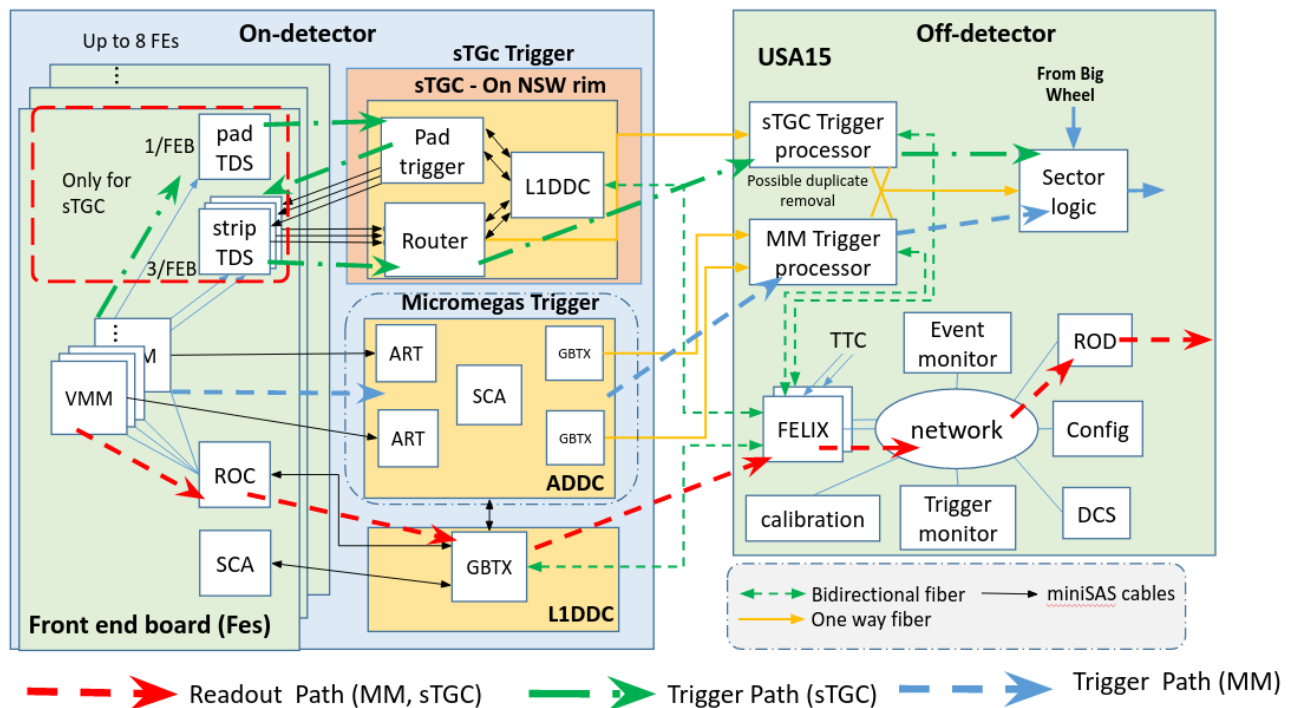 On-detector
Up to 8 FEs
⋮
1/FEB
pad
TDS
Only for
sTGC
strip
TDS
3/FEB
⋮
M
VMM
ROC
SCA
Front end board (Fes)
sTGc Trigger
sTGC - On NSW rim
Pad
trigger
L1DDC
Router
Micromegas Trigger
ART
GBTX
SCA
ART
GBTX
ADDC
GBTX
L1DDC
Off-detector
USA15
From Big
Wheel
sTGC Trigger
processor
Possible duplicate
removal
Sector
logic
MM Trigger
processor
TTC
Event
monitor
ROD
FELIX
network
Config
calibration
Trigger
monitor
DCS
Bidirectional fiber
miniSAS cables
One way fiber
Readout Path (MM, sTGC)
Trigger Path (sTGC)
Trigger Path (MM)